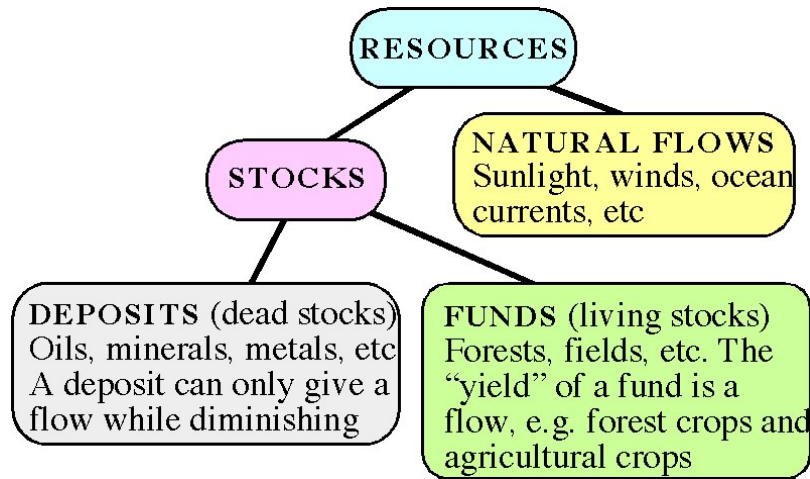 RESOURCES
NATURAL FLOWS
Sunlight, winds, ocean
currents, etc
STOCKS
DEPOSITS (dead stocks)
Oils, minerals, metals, etc
A deposit can only give a
flow while diminishing
FUNDS (living stocks)
Forests, fields, etc. The
“yield” of a fund is a
flow, e.g. forest crops and
agricultural crops